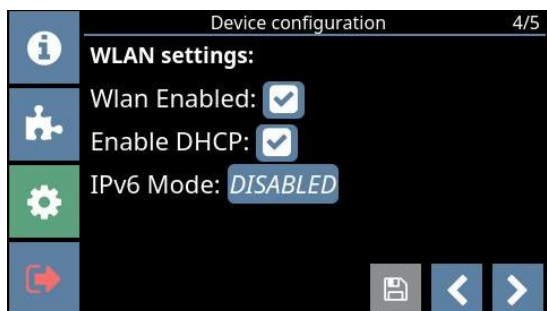 Device configuration 4/5
WLAN settings:
Wlan Enabled:
Enable DHCP:
IPv6 Mode: DISABLED